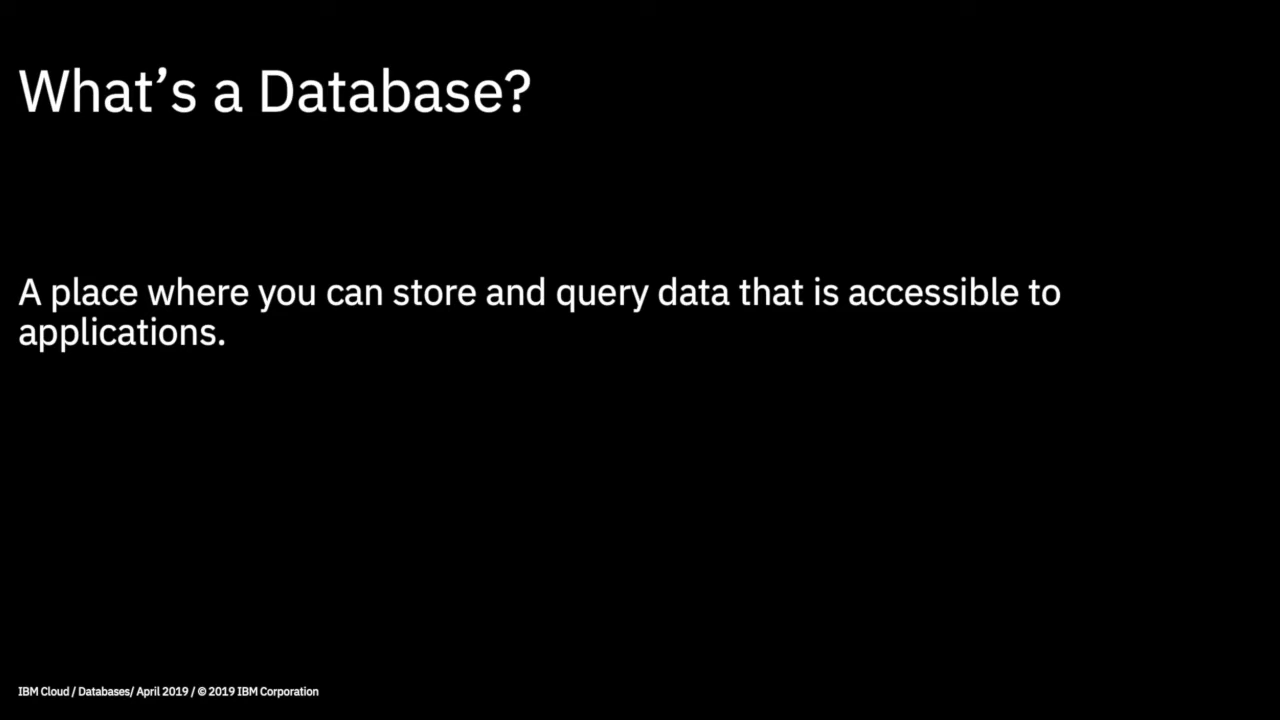 What’s a Database?
A place where you can store and query data that is accessible to
applications.
IBM Cloud / Databases/ April 2019 / © 2019 IBM Corporation